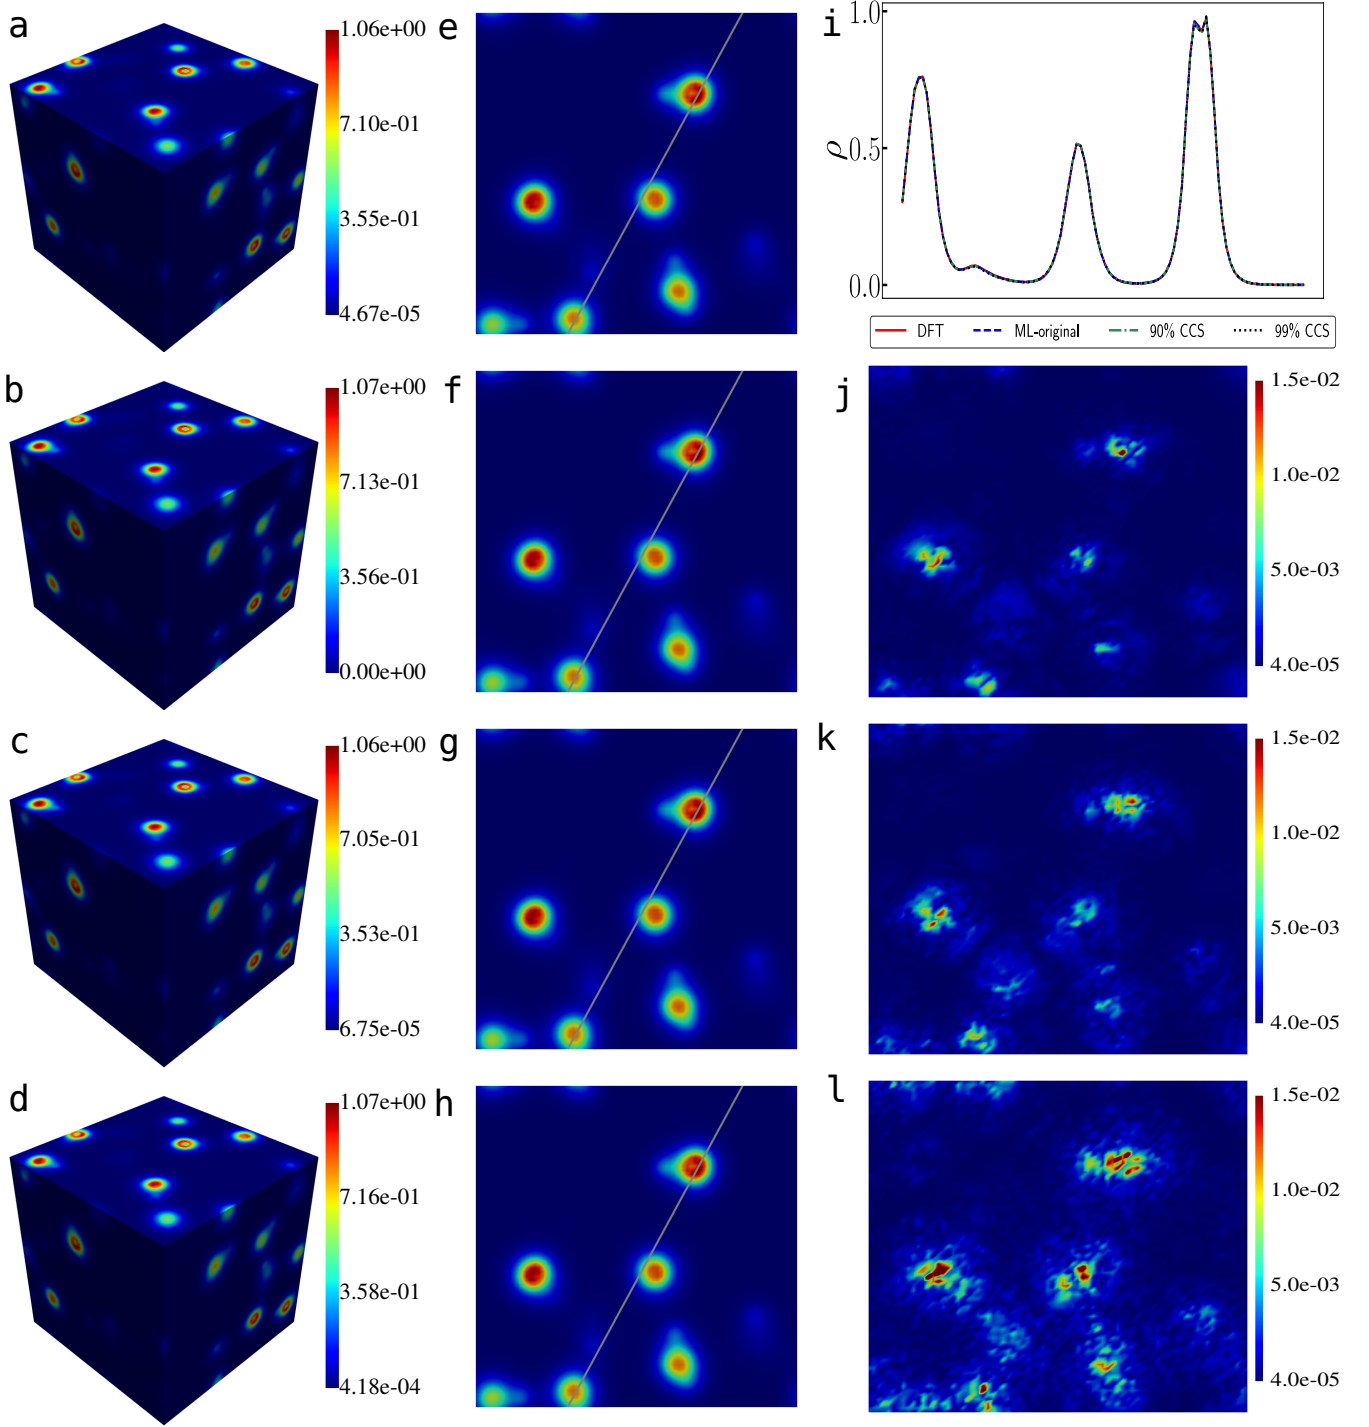 a
1.06e+00
7.10e-01
3.55e-01
4.67e-05
e
i
1.0
0.5
0.0
ρ
DFT
ML-original
90% CCS
99% CCS
b
1.07e+00
7.13e-01
3.56e-01
0.00e+00
f
j
1.5e-02
1.0e-02
5.0e-03
4.0e-05
c
1.06e+00
7.05e-01
3.53e-01
6.75e-05
g
k
1.5e-02
1.0e-02
5.0e-03
4.0e-05
d
1.07e+00
7.16e-01
3.58e-01
4.18e-04
h
l
1.5e-02
1.0e-02
5.0e-03
4.0e-05